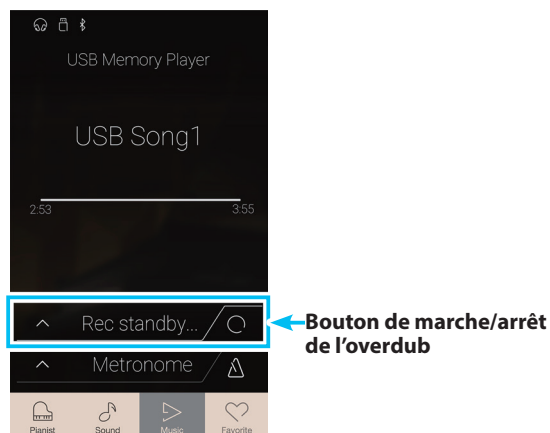 USB Memory Player
USB Song1
2:53 3:55
Rec standby...
Bouton de marche/arrêt
de l’overdub
Metronome
Pianist Sound Music Favorite